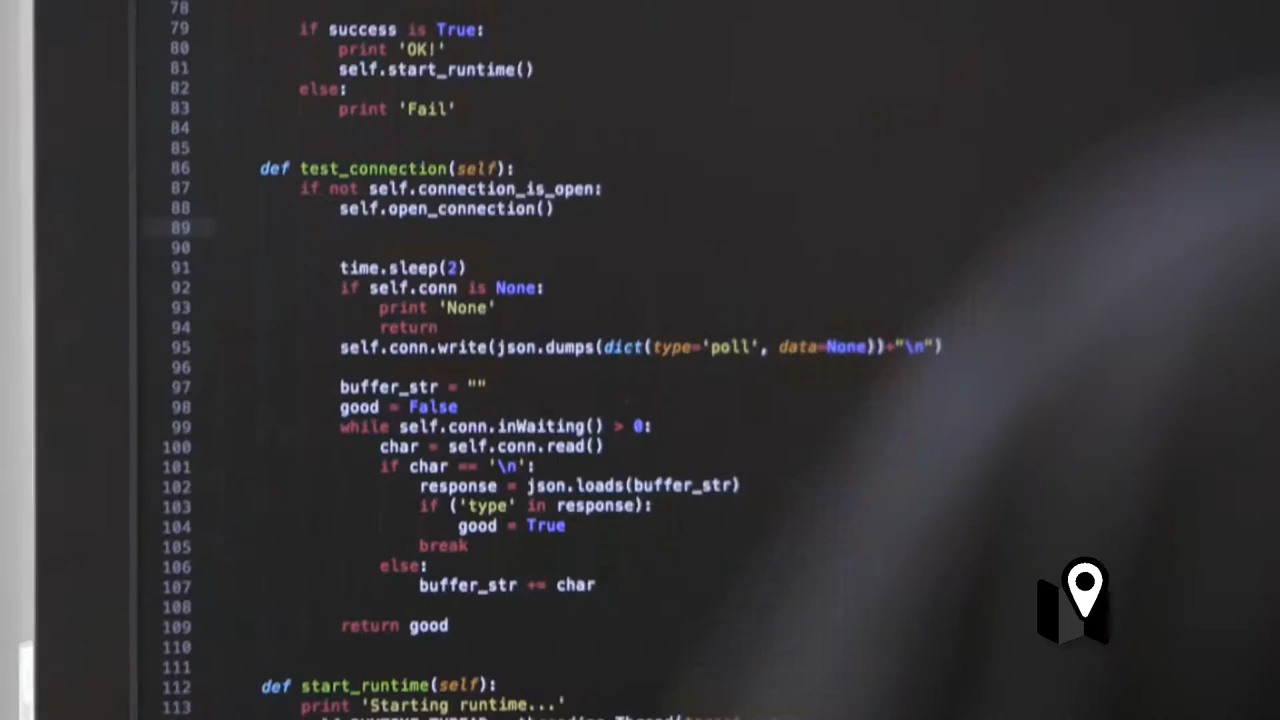 78
79 if success is True:
80 print 'OK!'
81 self.start_runtime()
82 else:
83 print 'Fail'
84
85
86 def test_connection(self):
87 if not self.connection_is_open:
88 self.open_connection()
89
90
91 time.sleep(2)
92 if self.conn is None:
93 print 'None'
94 return
95 self.conn.write(json.dumps(dict(type='poll', data=None))+"\n")
96
97 buffer_str = ""
98 good = False
99 while self.conn.inWaiting() > 0:
100 char = self.conn.read()
101 if char == '\n':
102 response = json.loads(buffer_str)
103 if ('type' in response):
104 good = True
105 break
106 else:
107 buffer_str += char
108
109 return good
110
111
112 def start_runtime(self):
113 print 'Starting runtime...'